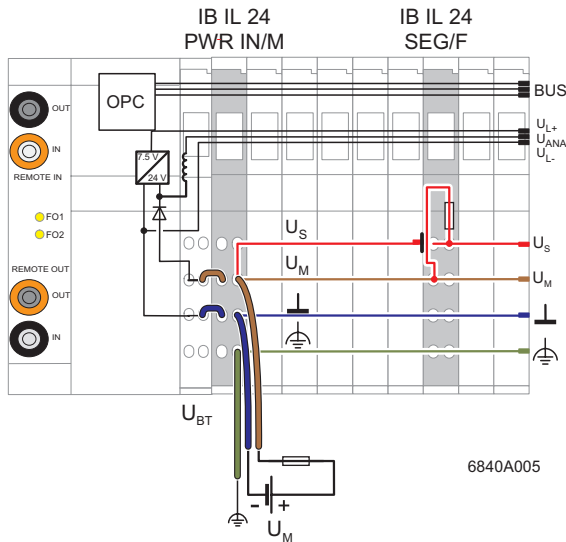 IB IL 24
PWR IN/M
IB IL 24
SEG/F
OPC
BUS
OUT
IN
REMOTE IN
7.5 V
24 V
UL+
UANA
UL-
FO1
FO2
US
US
UM
UM
REMOTE OUT
OUT
IN
UBT
- +
UM
6840A005